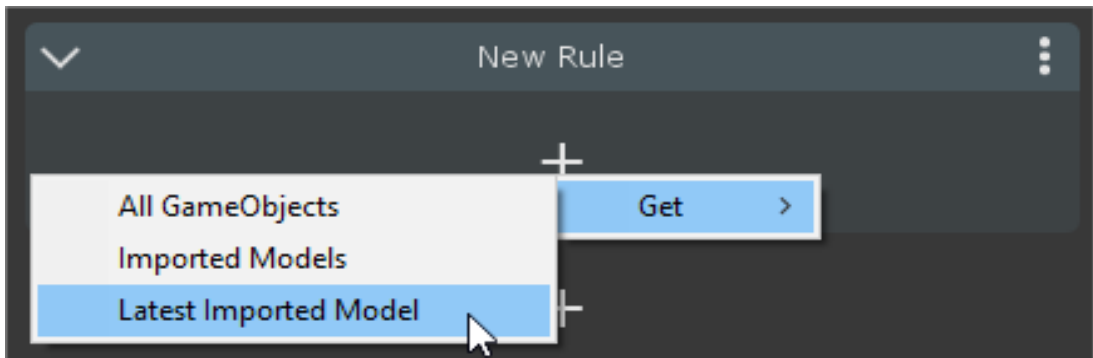 New Rule
All GameObjects
Get
Imported Models
Latest Imported Model